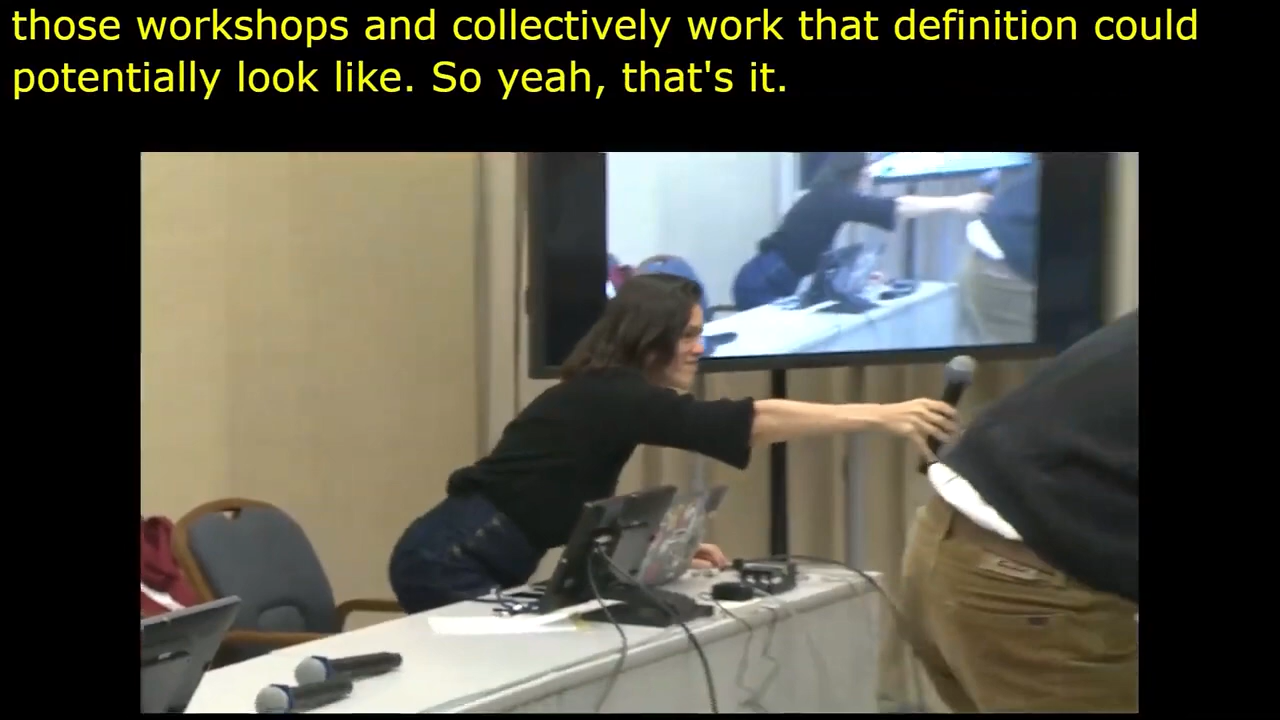 those workshops and collectively work that definition could
potentially look like. So yeah, that's it.